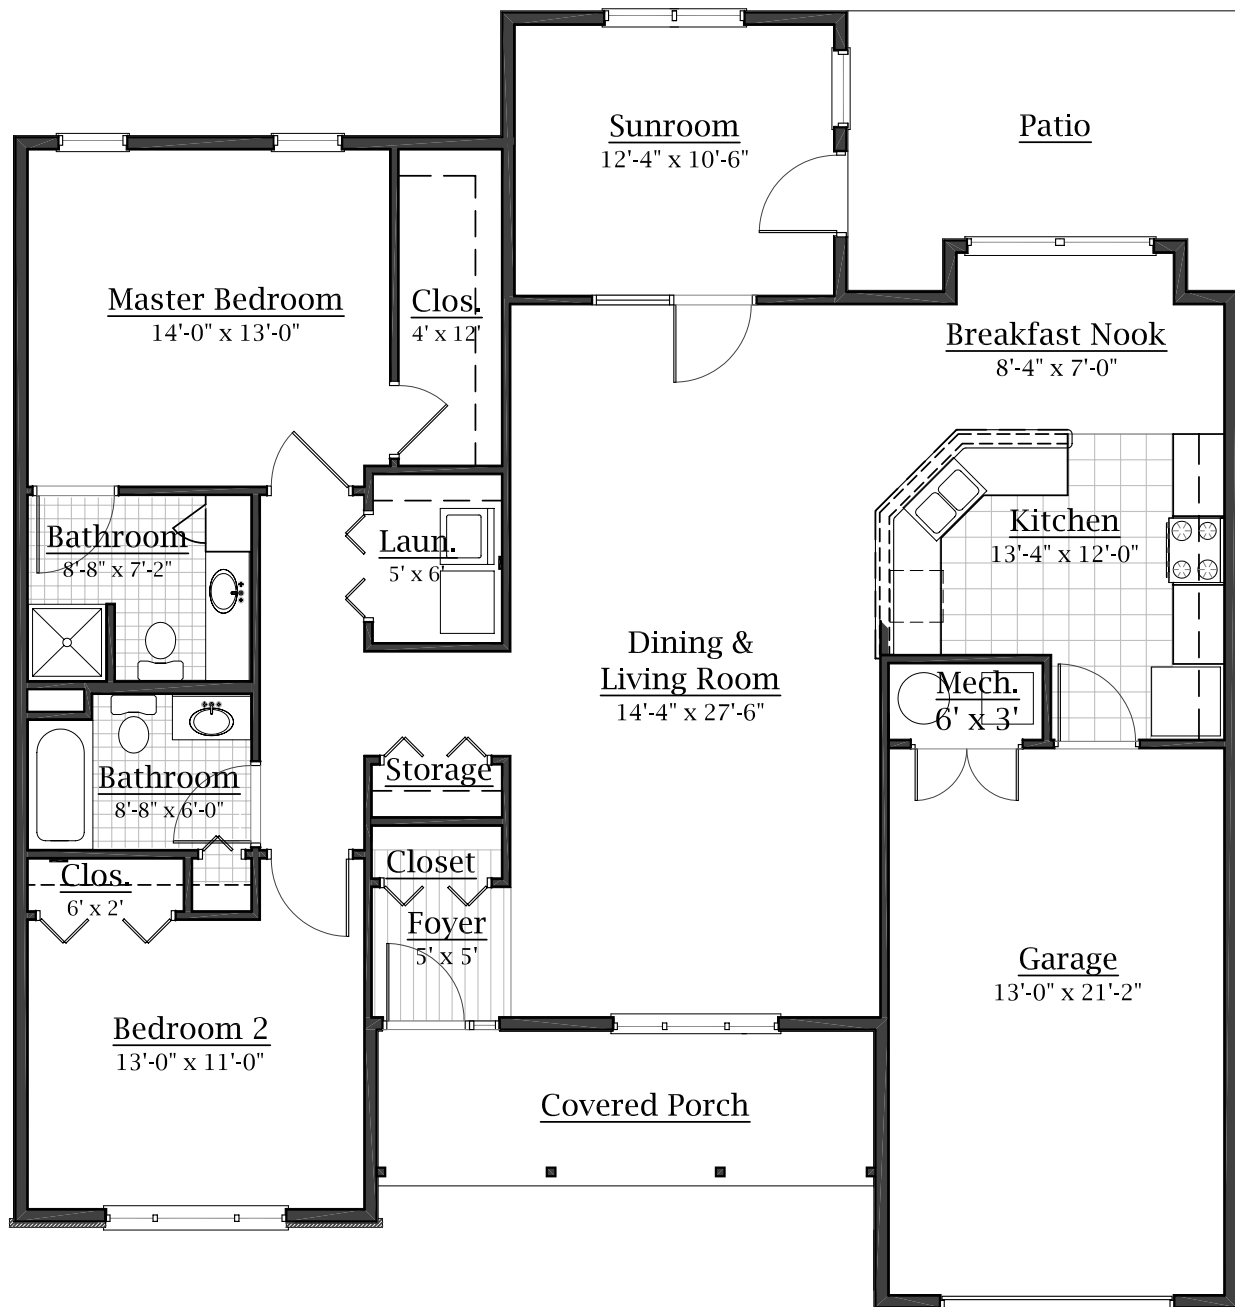 Sunroom
12'-4" x 10'-6"
Patio
Master Bedroom
14'-0" x 13'-0"
Clos.
4' x 12'
Breakfast Nook
8'-4" x 7'-0"
Bathroom
8'-8" x 7'-2"
Laun.
5' x 6'
Kitchen
13'-4" x 12'-0"
Dining &
Living Room
14'-4" x 27'-6"
Mech.
6' x 3'
Bathroom
8'-8" x 6'-0"
Storage
Clos.
6' x 2'
Closet
Foyer
5' x 5'
Garage
13'-0" x 21'-2"
Bedroom 2
13'-0" x 11'-0"
Covered Porch